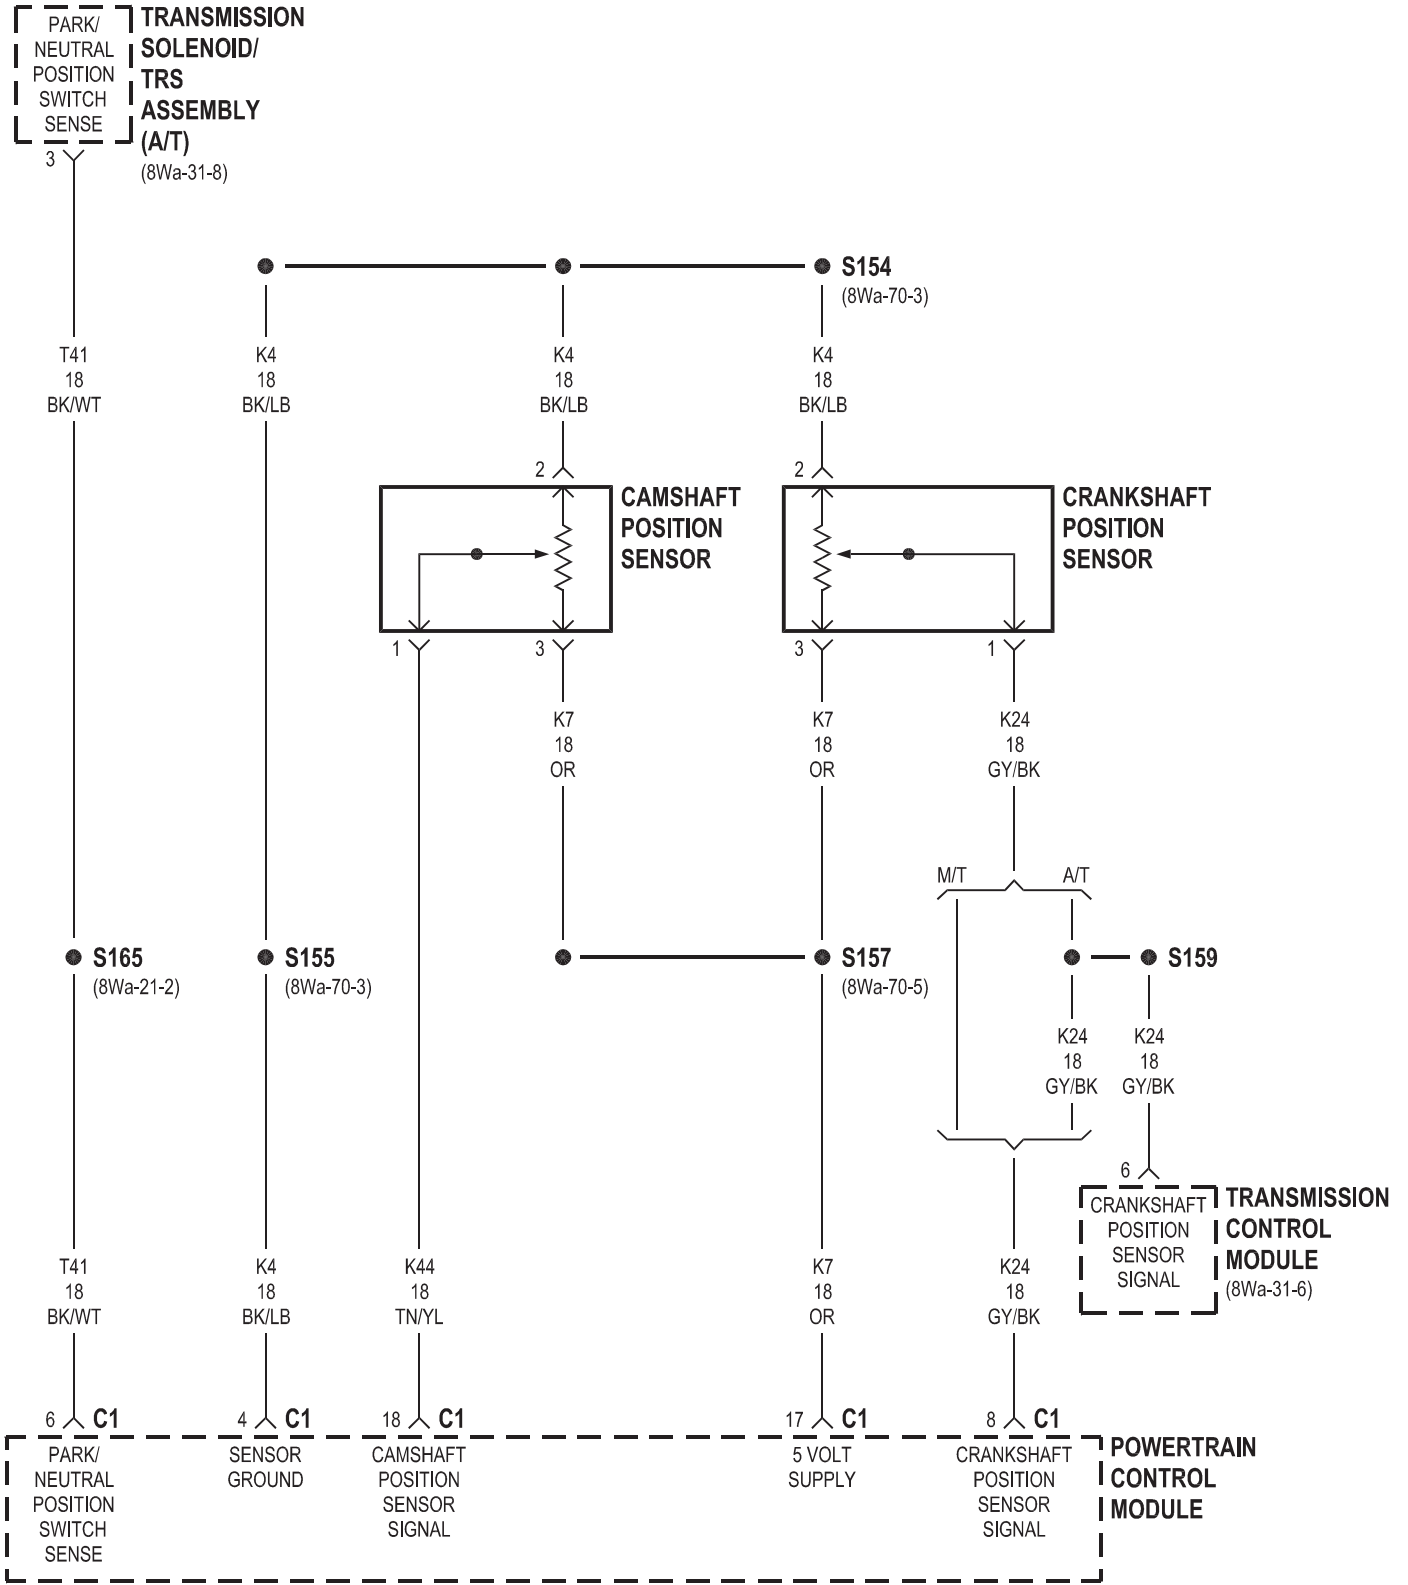 PARK/
NEUTRAL
POSITION
SWITCH
SENSE
TRANSMISSION
SOLENOID/
TRS
ASSEMBLY
(A/T)
(8Wa-31-8)
3
S154
(8Wa-70-3)
T41
18
BK/WT
K4
18
BK/LB
K4
18
BK/LB
K4
18
BK/LB
2
CAMSHAFT
POSITION
SENSOR
2
CRANKSHAFT
POSITION
SENSOR
1
3
3
1
K7
18
OR
K7
18
OR
K24
18
GY/BK
M/T
A/T
S165
(8Wa-21-2)
S155
(8Wa-70-3)
S157
(8Wa-70-5)
S159
K24
18
GY/BK
K24
18
GY/BK
6
CRANKSHAFT
POSITION
SENSOR
SIGNAL
TRANSMISSION
CONTROL
MODULE
(8Wa-31-6)
T41
18
BK/WT
K4
18
BK/LB
K44
18
TN/YL
K7
18
OR
K24
18
GY/BK
6 C1
4 C1
18 C1
17 C1
8 C1
PARK/
NEUTRAL
POSITION
SWITCH
SENSE
SENSOR
GROUND
CAMSHAFT
POSITION
SENSOR
SIGNAL
5 VOLT
SUPPLY
CRANKSHAFT
POSITION
SENSOR
SIGNAL
POWERTRAIN
CONTROL
MODULE